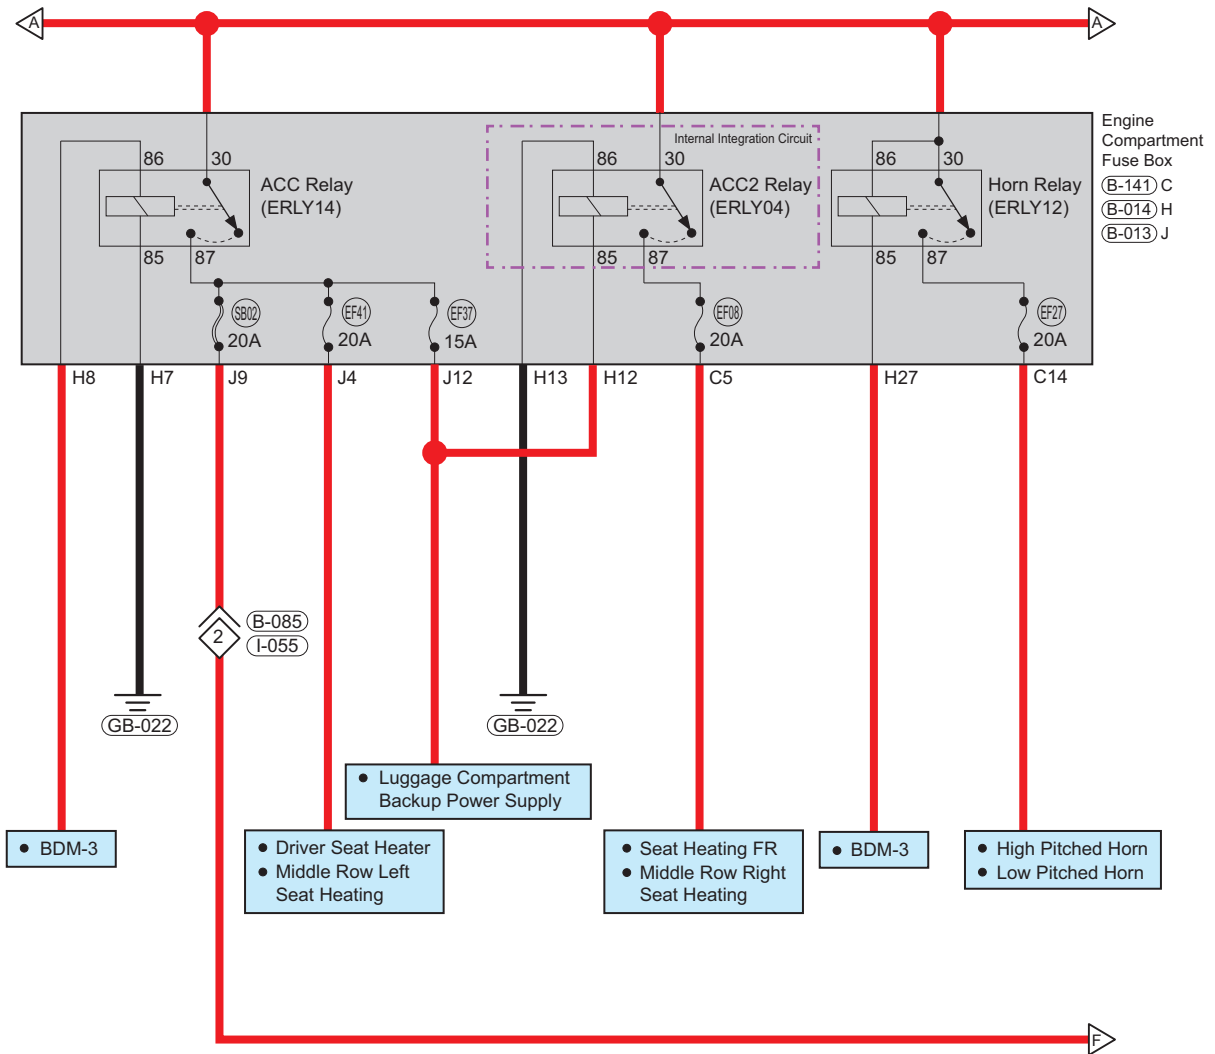 A
A
Engine
Compartment
Fuse Box
B-141 C
B-014 H
B-013 J
Internal Integration Circuit
86
30
ACC Relay
(ERLY14)
85
87
86
30
ACC2 Relay
(ERLY04)
85
87
86
30
Horn Relay
(ERLY12)
85
87
SB02
20A
EF41
20A
EF37
15A
EF08
20A
EF27
20A
H8
H7
J9
J4
J12
H13
H12
C5
H27
C14
2
B-085
I-055
GB-022
GB-022
• Luggage Compartment
Backup Power Supply
• BDM-3
• Driver Seat Heater
• Middle Row Left
Seat Heating
• Seat Heating FR
• Middle Row Right
Seat Heating
• BDM-3
• High Pitched Horn
• Low Pitched Horn
F